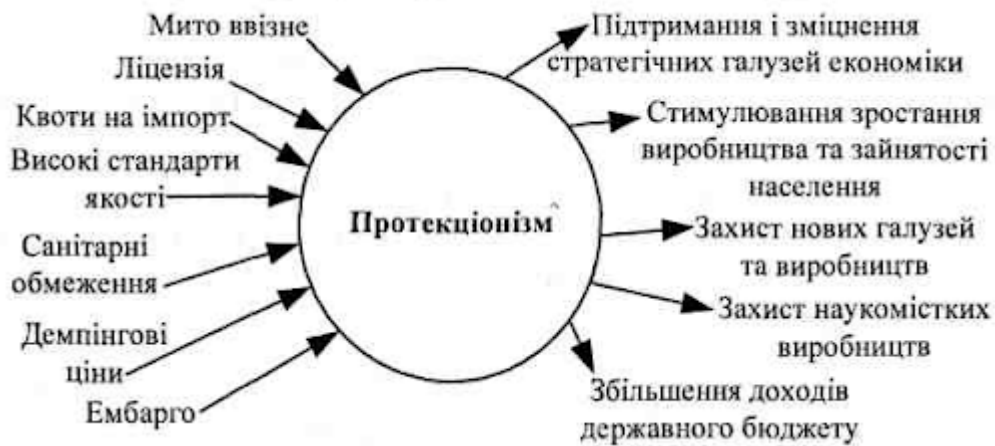 Мито ввізне
Ліцензія
Квоти на імпорт
Високі стандарти
якості
Санітарні
обмеження
Демпінгові
ціни
Ембарго
Протекціонізм
Підтримання і зміцнення
стратегічних галузей економіки
Стимулювання зростання
виробництва та зайнятості
населення
Захист нових галузей
та виробництв
Захист наукомістких
виробництв
Збільшення доходів
державного бюджету